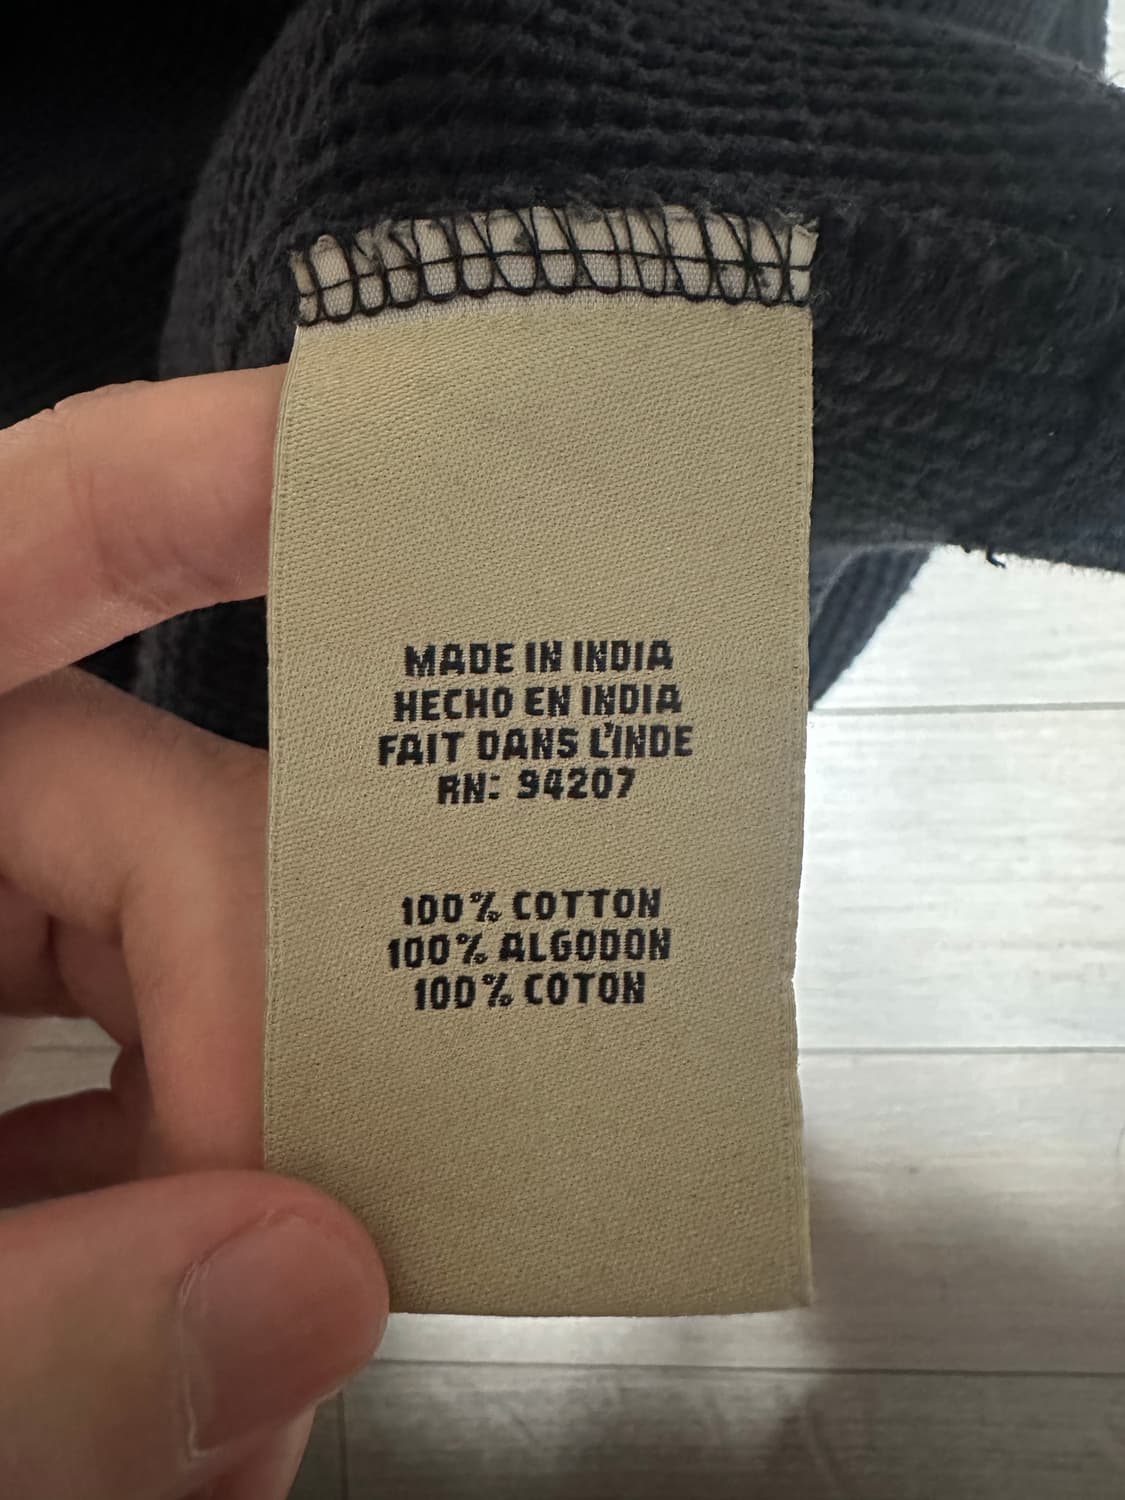 MADE IN INDIA
HECHO EN INDIA
FAIT DANS L'INDE
RN: 94207
100% COTTON
100% ALGODON
100% COTON